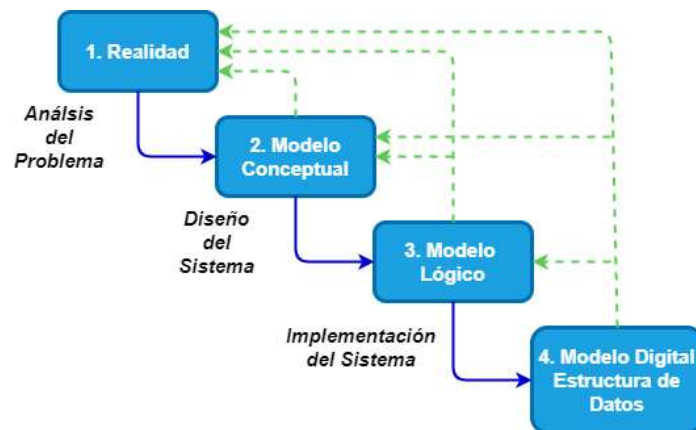 1. Realidad
Análsis
del
Problema
2. Modelo
Conceptual
Diseño
del
Sistema
3. Modelo
Lógico
Implementación
del Sistema
4. Modelo Digital
Estructura de
Datos